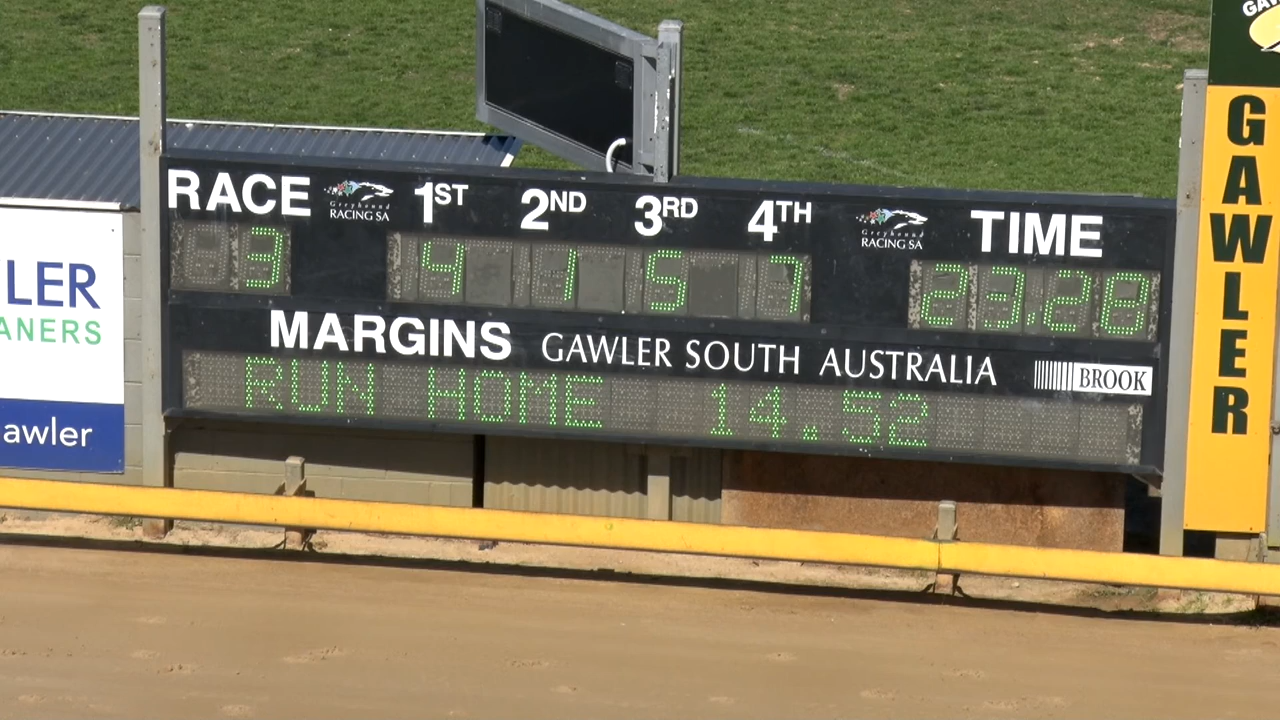 RACE Greyhound RACING SA 1ST 2ND 3RD 4TH Greyhound RACING SA TIME
3 4 1 5 7 23.28
MARGINS GAWLER SOUTH AUSTRALIA BROOK
RUN HOME 14.52
LER
ANERS
awler
GAW
GAWLER